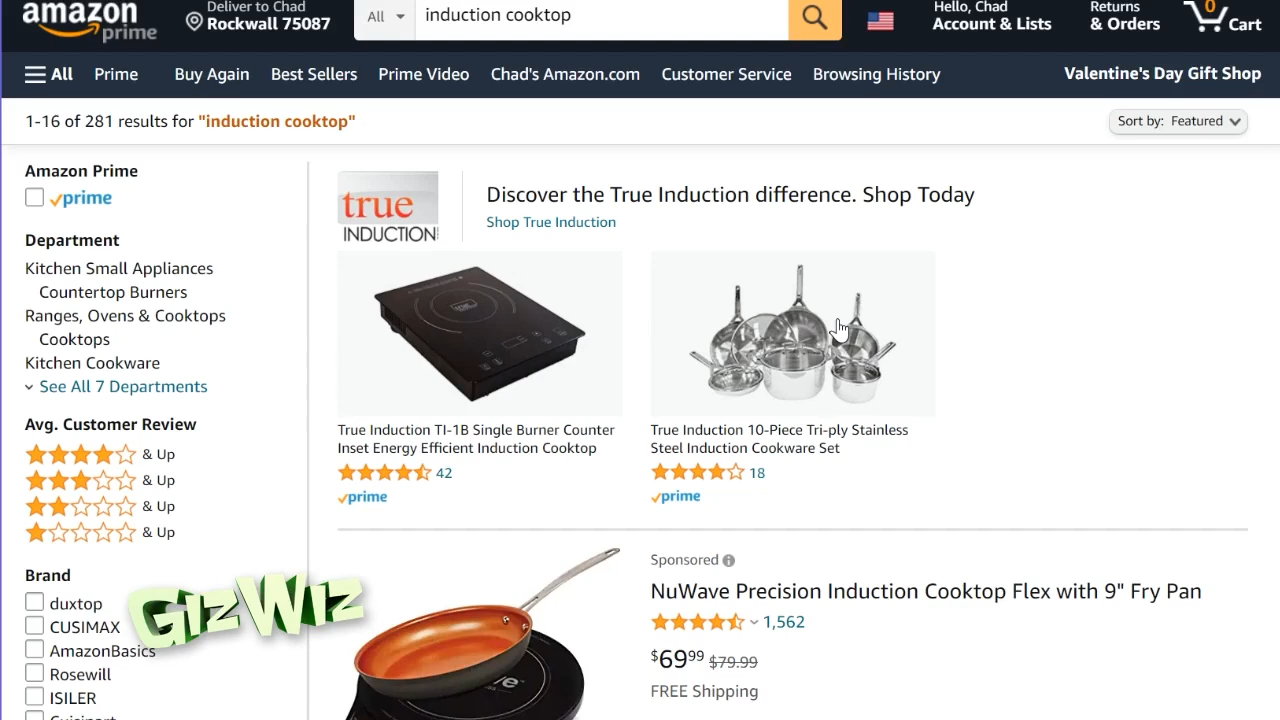 amazon
prime
Deliver to Chad
Rockwall 75087
All
induction cooktop
Hello, Chad
Account & Lists
Returns
& Orders
0
Cart
All
Prime
Buy Again
Best Sellers
Prime Video
Chad's Amazon.com
Customer Service
Browsing History
Valentine's Day Gift Shop
1-16 of 281 results for "induction cooktop"
Sort by: Featured
Amazon Prime
prime
Department
Kitchen Small Appliances
Countertop Burners
Ranges, Ovens & Cooktops
Cooktops
Kitchen Cookware
See All 7 Departments
Avg. Customer Review
& Up
& Up
& Up
& Up
Brand
duxtop
CUSIMAX
AmazonBasics
Rosewill
ISILER
Cuisinart
GizWiz
true
INDUCTION
Discover the True Induction difference. Shop Today
Shop True Induction
True Induction TI-1B Single Burner Counter
Inset Energy Efficient Induction Cooktop
42
prime
True Induction 10-Piece Tri-ply Stainless
Steel Induction Cookware Set
18
prime
Sponsored
NuWave Precision Induction Cooktop Flex with 9" Fry Pan
1,562
$6999 $79.99
FREE Shipping